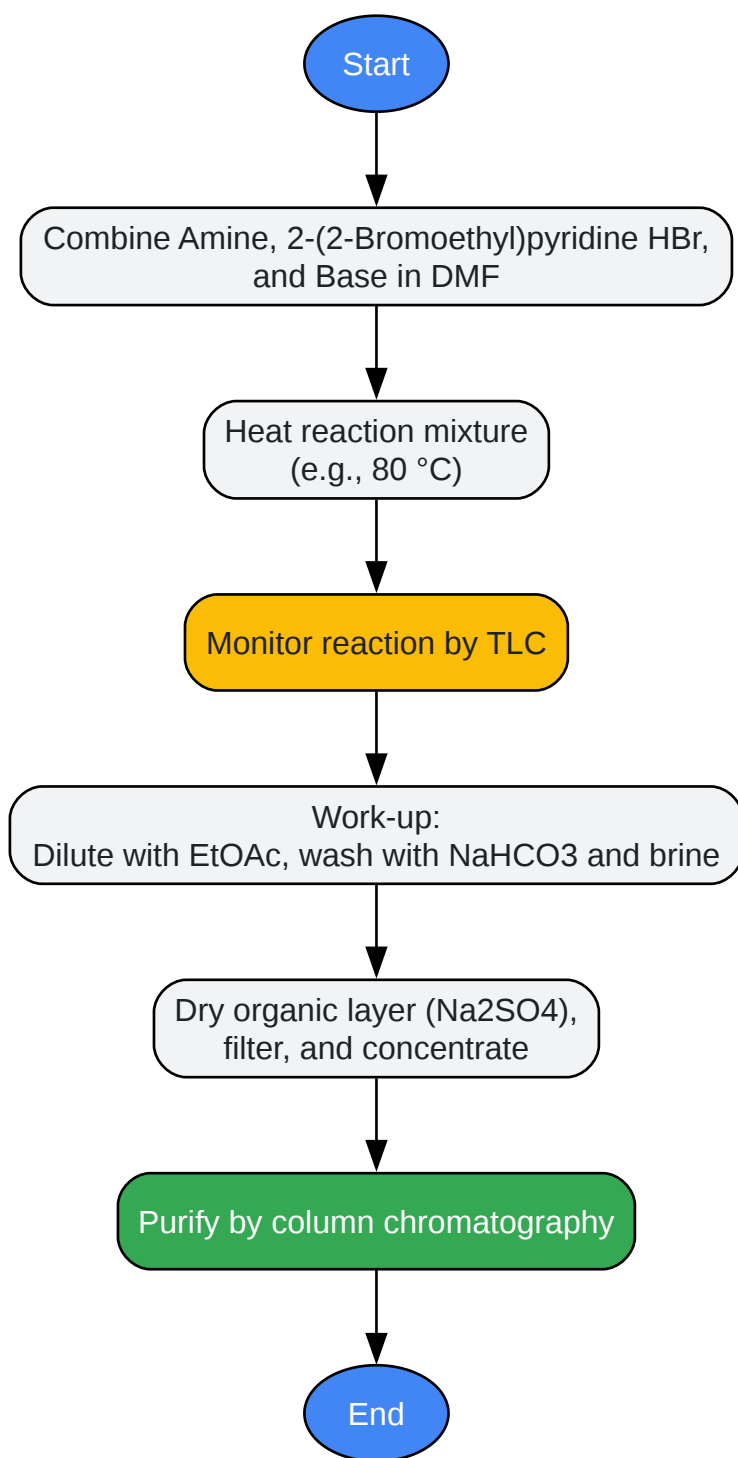 Start
Combine Amine, 2-(2-Bromoethyl)pyridine HBr,
and Base in DMF
Heat reaction mixture
(e.g., 80 °C)
Monitor reaction by TLC
Work-up:
Dilute with EtOAc, wash with NaHCO3 and brine
Dry organic layer (Na2SO4),
filter, and concentrate
Purify by column chromatography
End